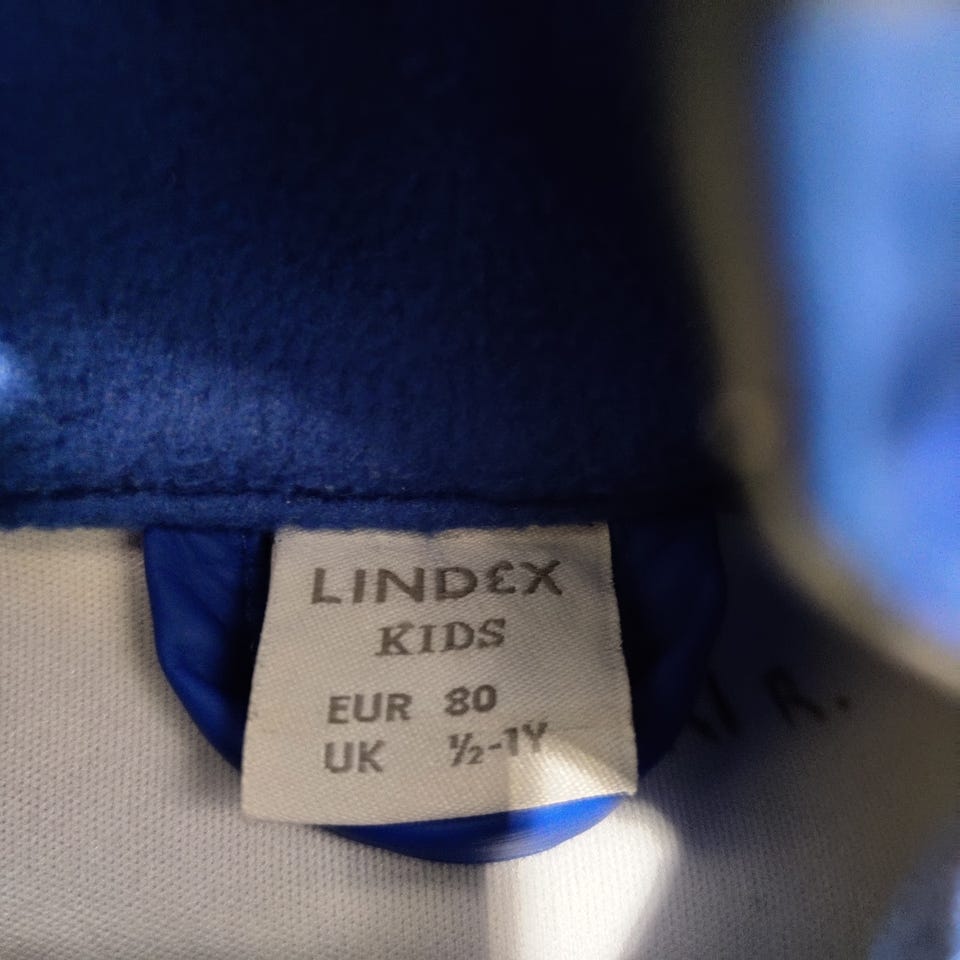 LINDEX
KIDS
EUR 80
UK ½-1Y
R.